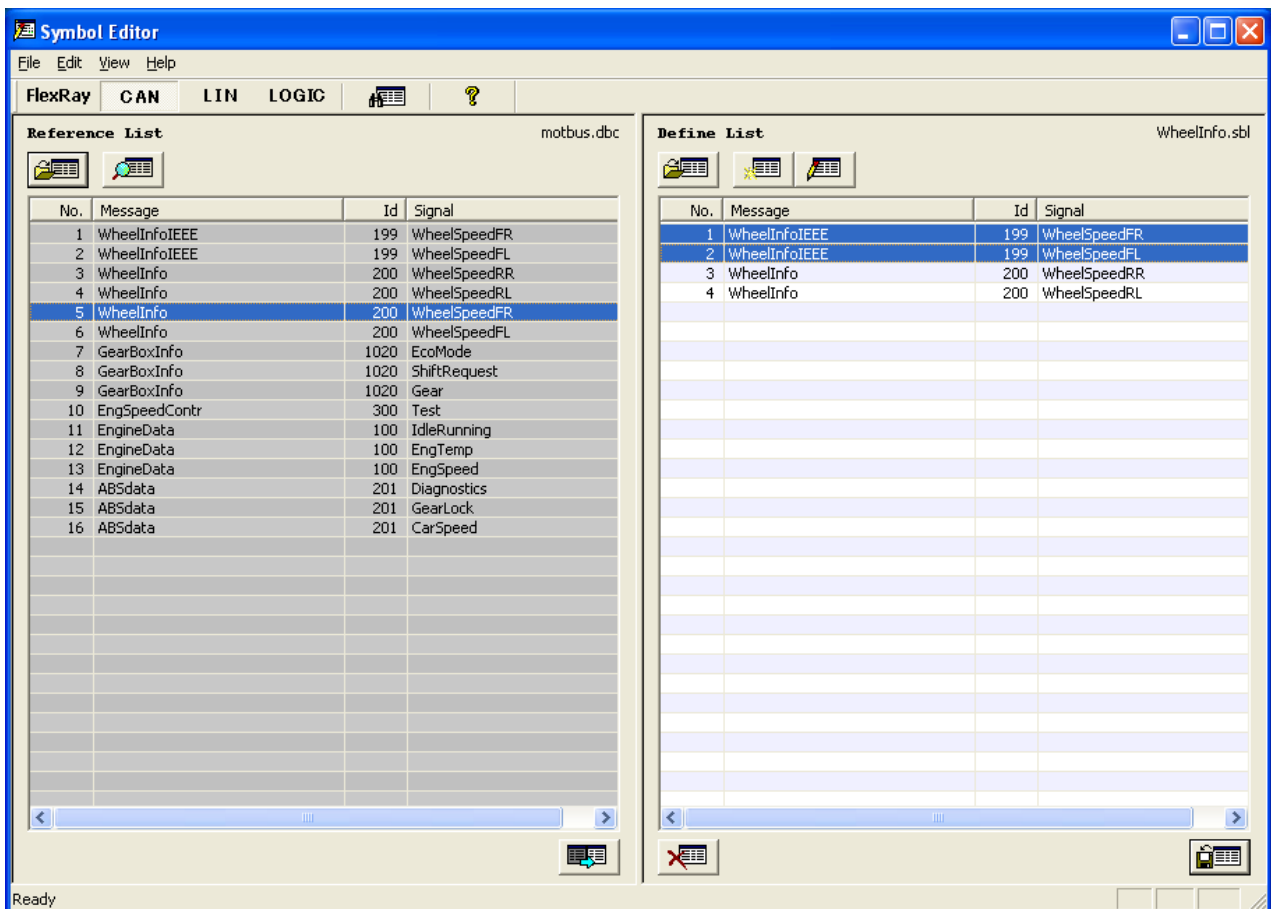 Symbol Editor
File Edit View Help
FlexRay CAN LIN LOGIC
Reference List motbus.dbc
No. Message Id Signal
1 WheelInfoIEEE 199 WheelSpeedFR
2 WheelInfoIEEE 199 WheelSpeedFL
3 WheelInfo 200 WheelSpeedRR
4 WheelInfo 200 WheelSpeedRL
5 WheelInfo 200 WheelSpeedFR
6 WheelInfo 200 WheelSpeedFL
7 GearBoxInfo 1020 EcoMode
8 GearBoxInfo 1020 ShiftRequest
9 GearBoxInfo 1020 Gear
10 EngSpeedContr 300 Test
11 EngineData 100 IdleRunning
12 EngineData 100 EngTemp
13 EngineData 100 EngSpeed
14 ABSdata 201 Diagnostics
15 ABSdata 201 GearLock
16 ABSdata 201 CarSpeed
Define List WheelInfo.sbl
No. Message Id Signal
1 WheelInfoIEEE 199 WheelSpeedFR
2 WheelInfoIEEE 199 WheelSpeedFL
3 WheelInfo 200 WheelSpeedRR
4 WheelInfo 200 WheelSpeedRL
Ready